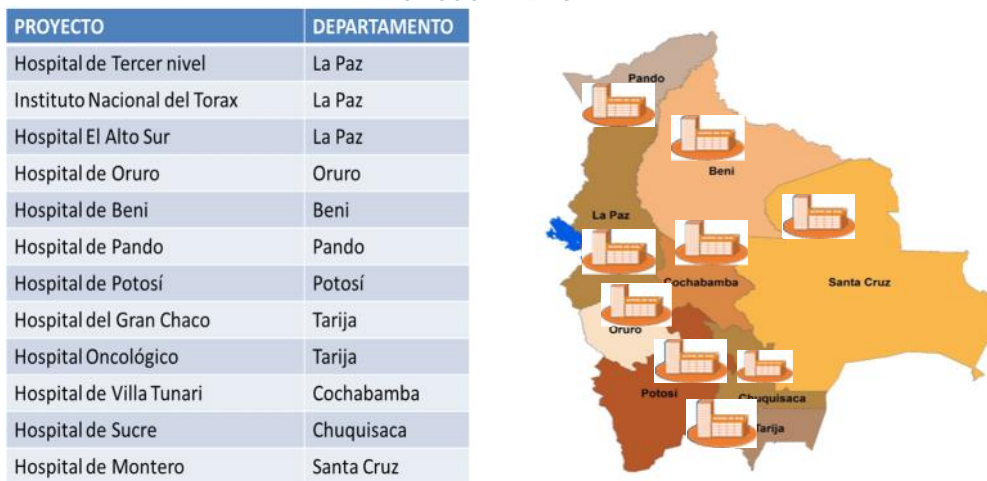 PROYECTO DEPARTAMENTO
Hospital de Tercer nivel La Paz
Instituto Nacional del Torax La Paz
Hospital El Alto Sur La Paz
Hospital de Oruro Oruro
Hospital de Beni Beni
Hospital de Pando Pando
Hospital de Potosí Potosí
Hospital del Gran Chaco Tarija
Hospital Oncológico Tarija
Hospital de Villa Tunari Cochabamba
Hospital de Sucre Chuquisaca
Hospital de Montero Santa Cruz
Pando
Beni
La Paz
Cochabamba
Santa Cruz
Oruro
Potosí
Chuquisaca
Tarija